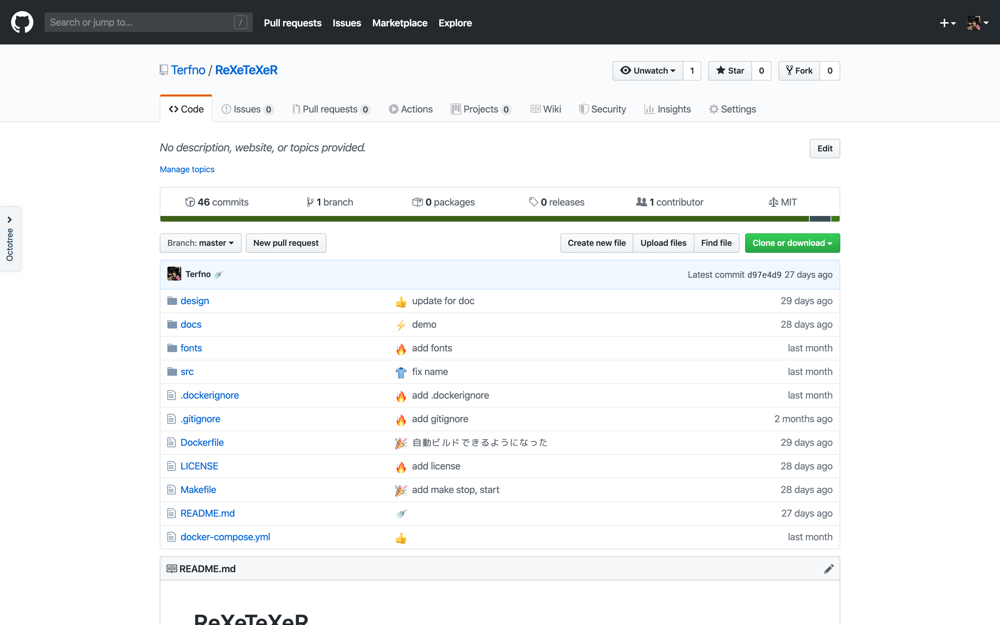 Search or jump to... /
Pull requests Issues Marketplace Explore
Terfno / ReXeTeXeR
Unwatch 1 Star 0 Fork 0
Code Issues 0 Pull requests 0 Actions Projects 0 Wiki Security Insights Settings
No description, website, or topics provided.
Edit
Manage topics
46 commits 1 branch 0 packages 0 releases 1 contributor MIT
Octotree
Branch: master New pull request Create new file Upload files Find file Clone or download
Terfno 🚿 Latest commit d97e4d9 27 days ago
design 👍 update for doc 29 days ago
docs ⚡ demo 28 days ago
fonts 🔥 add fonts last month
src 👕 fix name last month
.dockerignore 🔥 add .dockerignore last month
.gitignore 🔥 add gitignore 2 months ago
Dockerfile 🎉 自動ビルドできるようになった 29 days ago
LICENSE 🔥 add license 28 days ago
Makefile 🎉 add make stop, start 28 days ago
README.md 🚿 27 days ago
docker-compose.yml 👍 last month
README.md
ReXeTeXeR